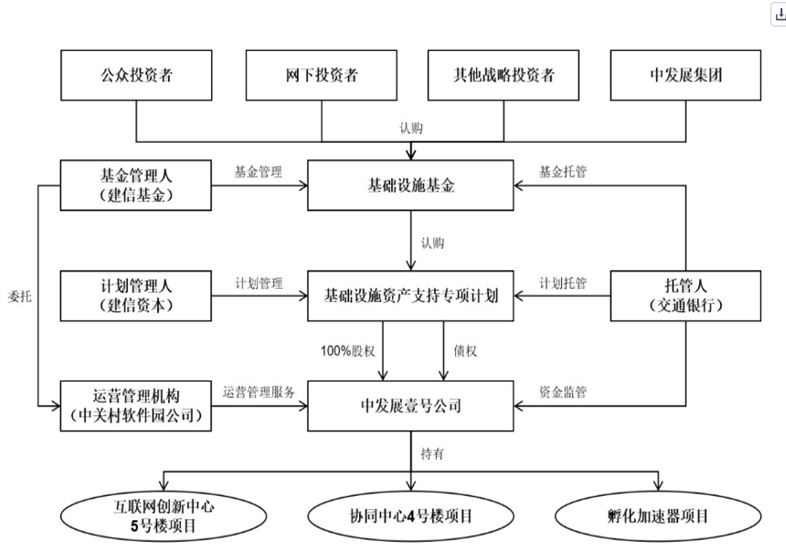 公众投资者
网下投资者
其他战略投资者
中发展集团
认购
基金管理人
（建信基金）
基金管理
基础设施基金
基金托管
认购
委托
计划管理人
（建信资本）
计划管理
基础设施资产支持专项计划
计划托管
托管人
（交通银行）
100%股权
债权
运营管理机构
（中关村软件园公司）
运营管理服务
中发展壹号公司
资金监管
持有
互联网创新中心
5号楼项目
协同中心4号楼项目
孵化加速器项目